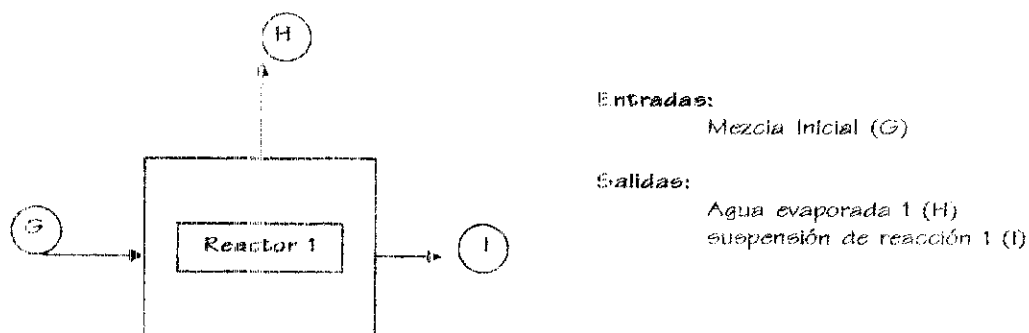 H
Entradas:
Mezcla Inicial (G)
Salidas:
Agua evaporada 1 (H)
suspensión de reacción 1 (I)
G
Reactor 1
I